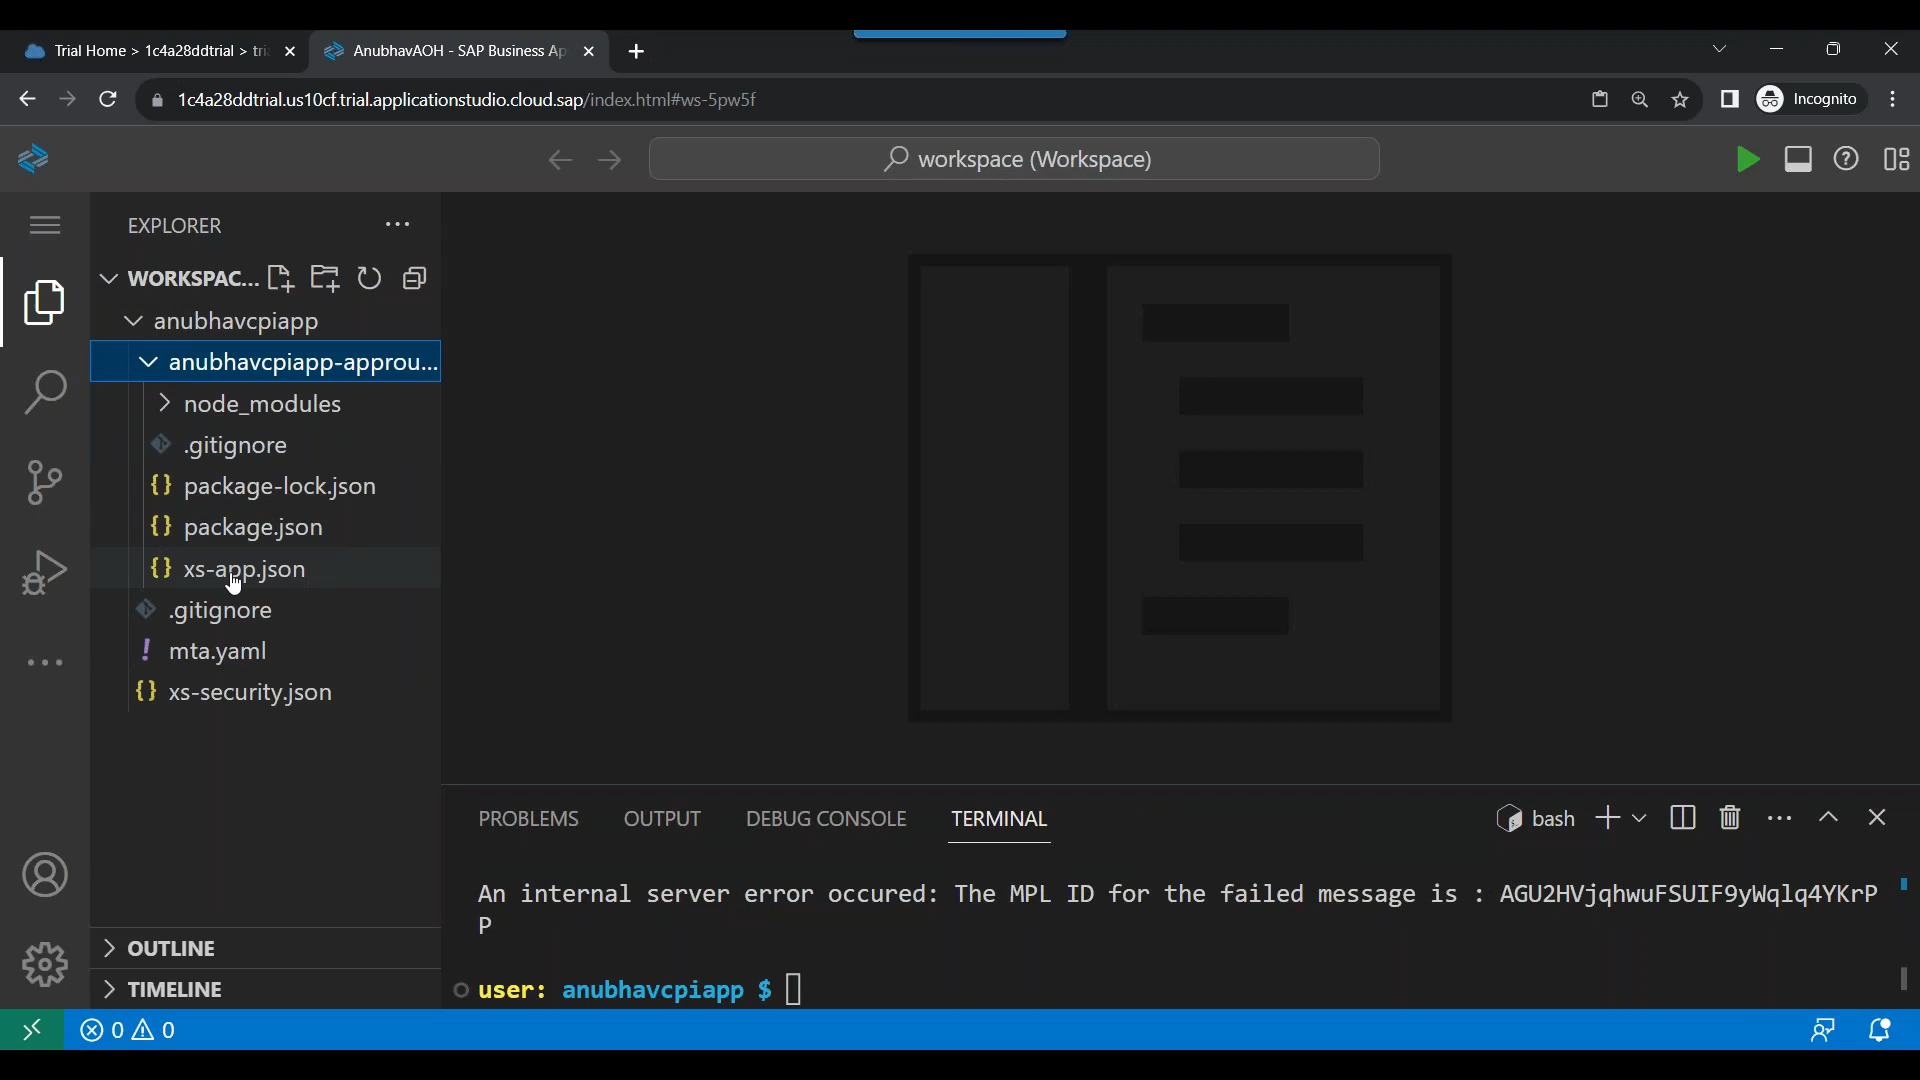 Trial Home > 1c4a28ddtrial > tri
AnubhavAOH - SAP Business Ap
1c4a28ddtrial.us10cf.trial.applicationstudio.cloud.sap/index.html#ws-5pw5f
Incognito
workspace (Workspace)
EXPLORER
WORKSPAC...
anubhavcpiapp
anubhavcpiapp-approu...
node_modules
.gitignore
package-lock.json
package.json
xs-app.json
.gitignore
mta.yaml
xs-security.json
OUTLINE
TIMELINE
PROBLEMS OUTPUT DEBUG CONSOLE TERMINAL
bash
An internal server error occured: The MPL ID for the failed message is : AGU2HVjqhwuFSUIF9yWqlq4YKrP
P
user: anubhavcpiapp $
0 0